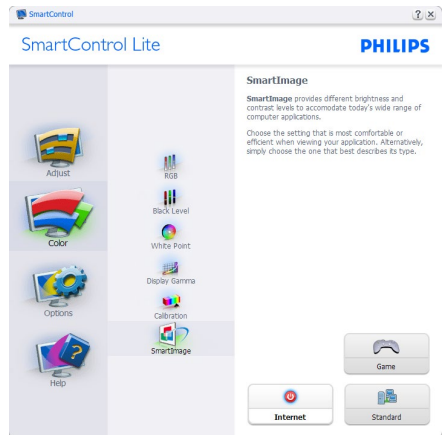 SmartControl
SmartControl Lite
PHILIPS
Adjust
Color
Options
Help
RGB
Black Level
White Point
Display Gamma
Calibration
SmartImage
SmartImage
SmartImage provides different brightness and
contrast levels to accomodate today's wide range of
computer applications.
Choose the setting that is most comfortable or
efficient when viewing your application. Alternatively,
simply choose the one that best describes its type.
Game
Internet
Standard